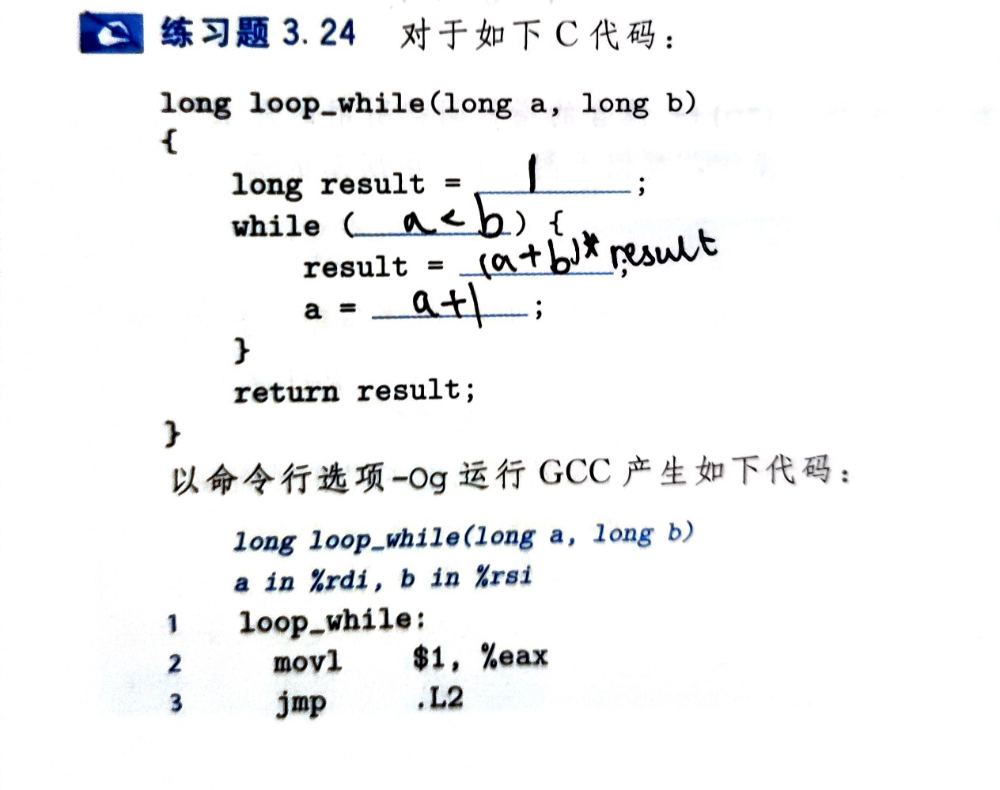 练习题 3.24 对于如下 C 代码：
long loop_while(long a, long b)
{
long result = 1 ;
while ( a < b ) {
result = (a+b)*result ;
a = a+1 ;
}
return result;
}
以命令行选项-Og 运行 GCC 产生如下代码：
long loop_while(long a, long b)
a in %rdi, b in %rsi
1 loop_while:
2 movl $1, %eax
3 jmp .L2